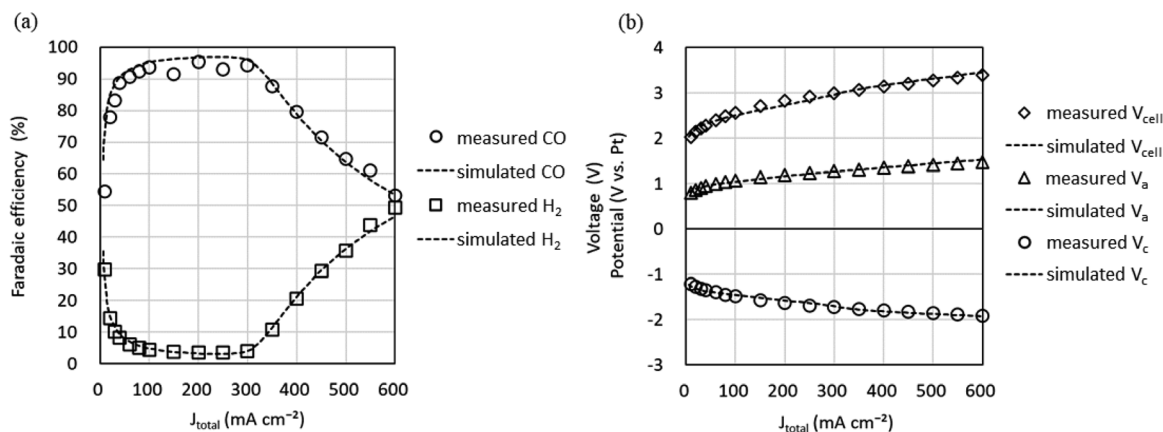 (a)
100
90
80
70
60
50
40
30
20
10
0
0 100 200 300 400 500 600
Faradaic efficiency (%)
J_total (mA cm⁻²)
measured CO
simulated CO
measured H₂
simulated H₂
(b)
4
3
2
1
0
-1
-2
-3
0 100 200 300 400 500 600
Voltage (V)
Potential (V vs. Pt)
J_total (mA cm⁻²)
measured V_cell
simulated V_cell
measured V_a
simulated V_a
measured V_c
simulated V_c